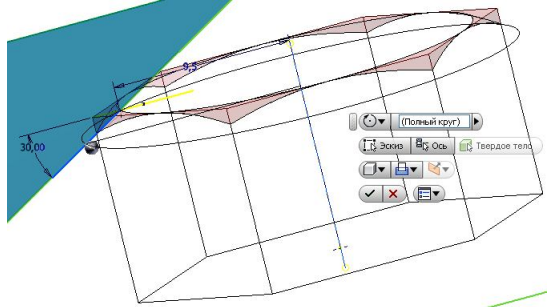 9,5
(Полный круг)
30,00
Эскиз Ось Твердое тело